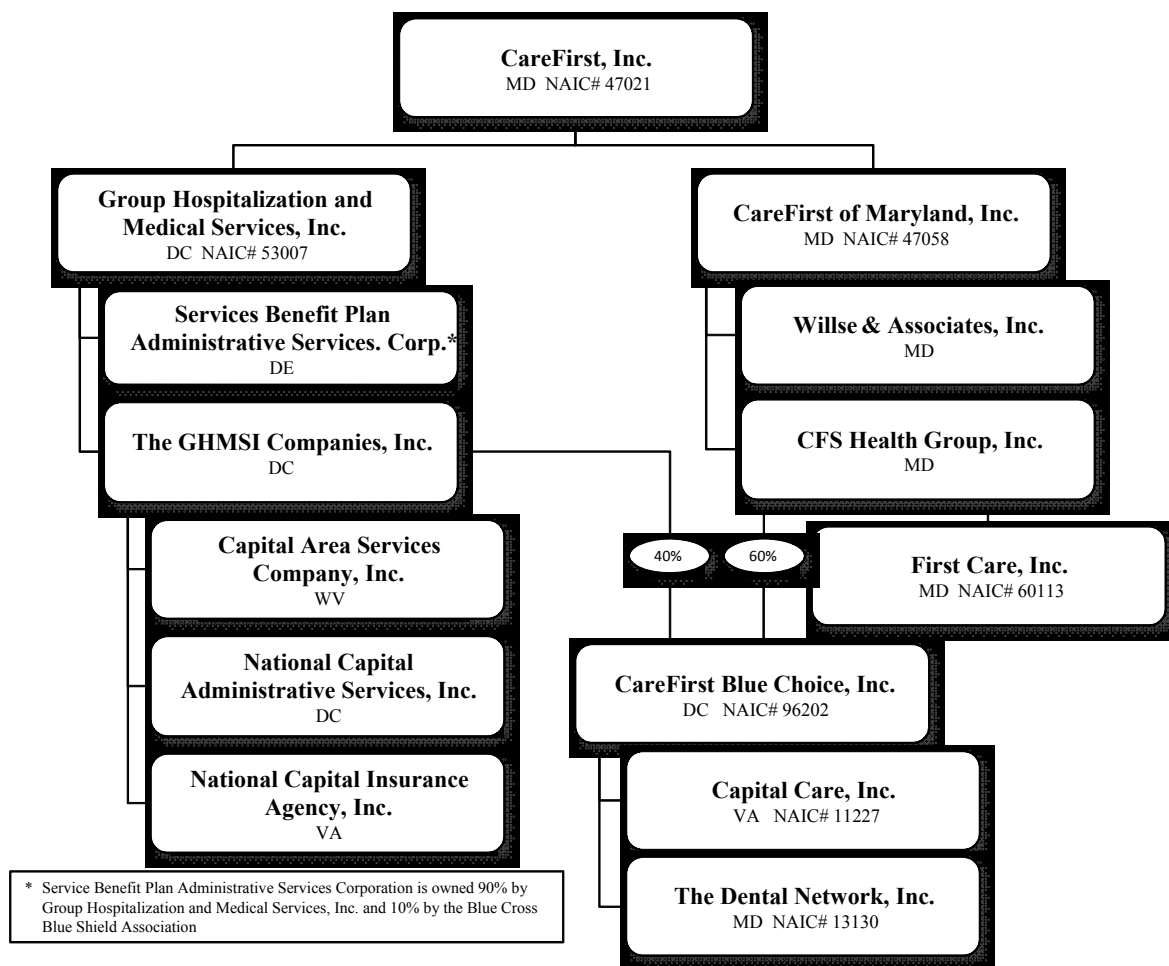 CareFirst, Inc.
MD NAIC# 47021
Group Hospitalization and
Medical Services, Inc.
DC NAIC# 53007
CareFirst of Maryland, Inc.
MD NAIC# 47058
Services Benefit Plan
Administrative Services. Corp.*
DE
Willse & Associates, Inc.
MD
The GHMSI Companies, Inc.
DC
CFS Health Group, Inc.
MD
Capital Area Services
Company, Inc.
WV
40%
60%
First Care, Inc.
MD NAIC# 60113
National Capital
Administrative Services, Inc.
DC
CareFirst Blue Choice, Inc.
DC NAIC# 96202
National Capital Insurance
Agency, Inc.
VA
Capital Care, Inc.
VA NAIC# 11227
The Dental Network, Inc.
MD NAIC# 13130
* Service Benefit Plan Administrative Services Corporation is owned 90% by
Group Hospitalization and Medical Services, Inc. and 10% by the Blue Cross
Blue Shield Association